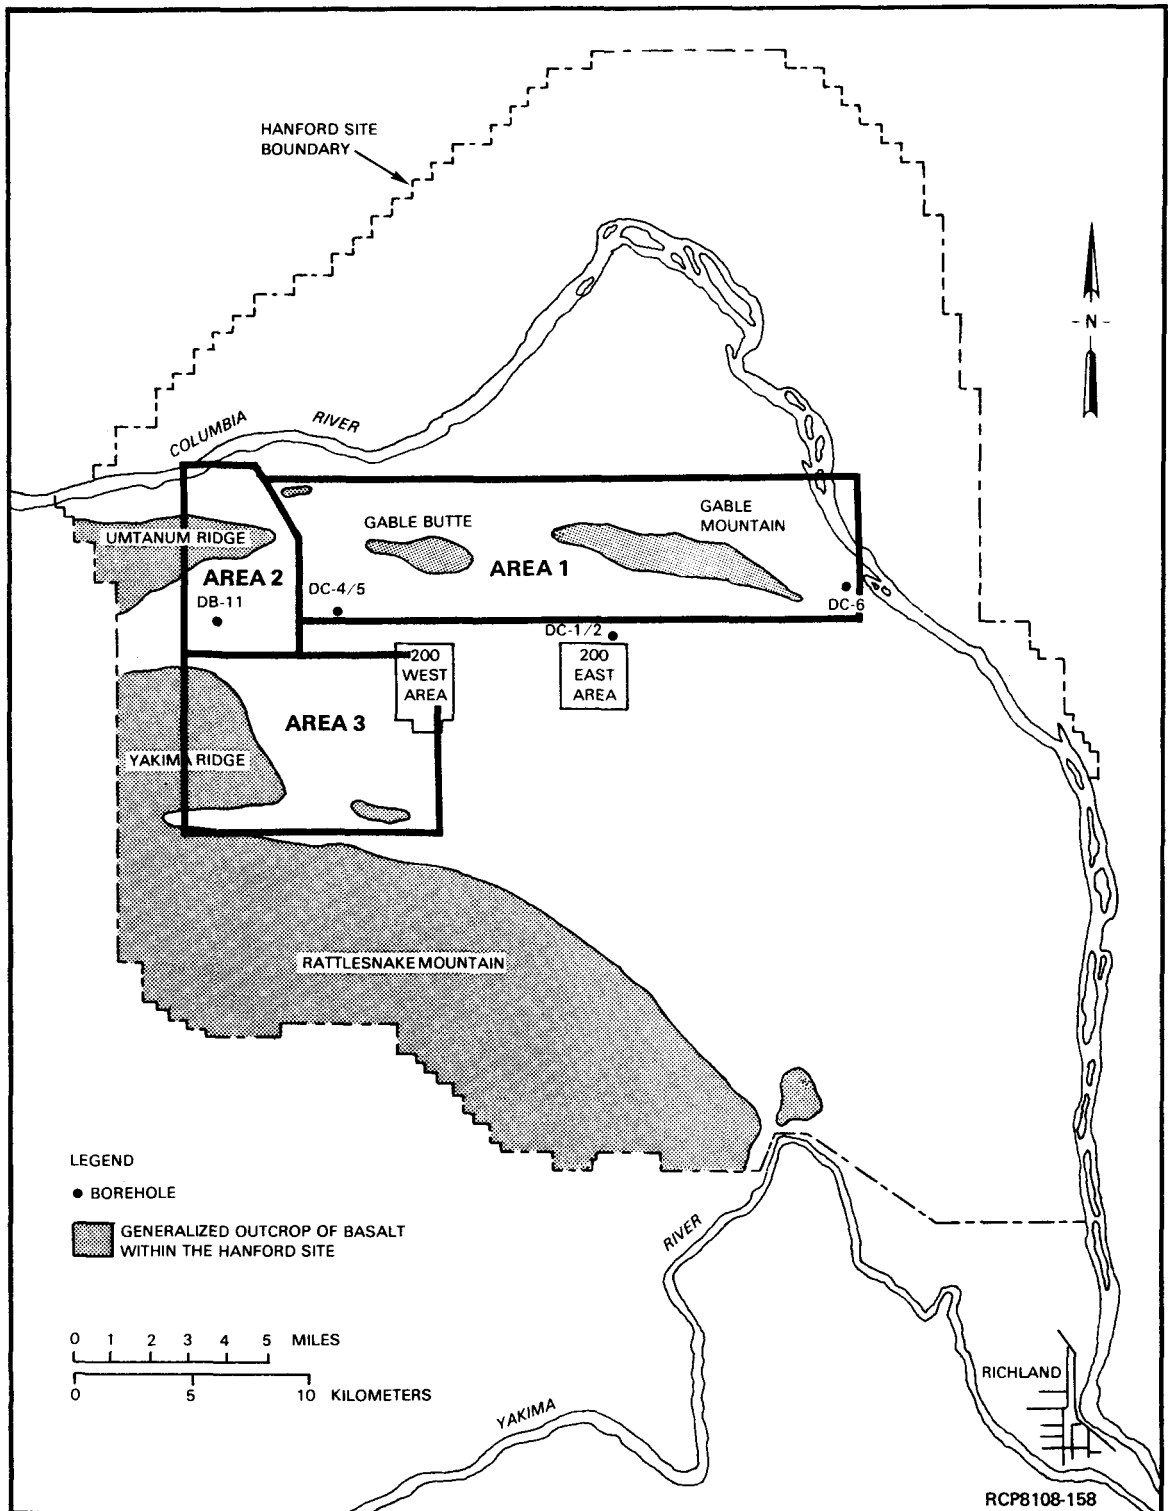 HANFORD SITE
BOUNDARY
-N-
COLUMBIA RIVER
UMTANUM RIDGE
GABLE BUTTE
GABLE
MOUNTAIN
AREA 1
AREA 2
DC-4/5
DB-11
DC-6
DC-1/2
200
WEST
AREA
200
EAST
AREA
AREA 3
YAKIMA RIDGE
RATTLESNAKE MOUNTAIN
LEGEND
BOREHOLE
GENERALIZED OUTCROP OF BASALT
WITHIN THE HANFORD SITE
0 1 2 3 4 5 MILES
0 5 10 KILOMETERS
YAKIMA RIVER
RICHLAND
RCP8108-158